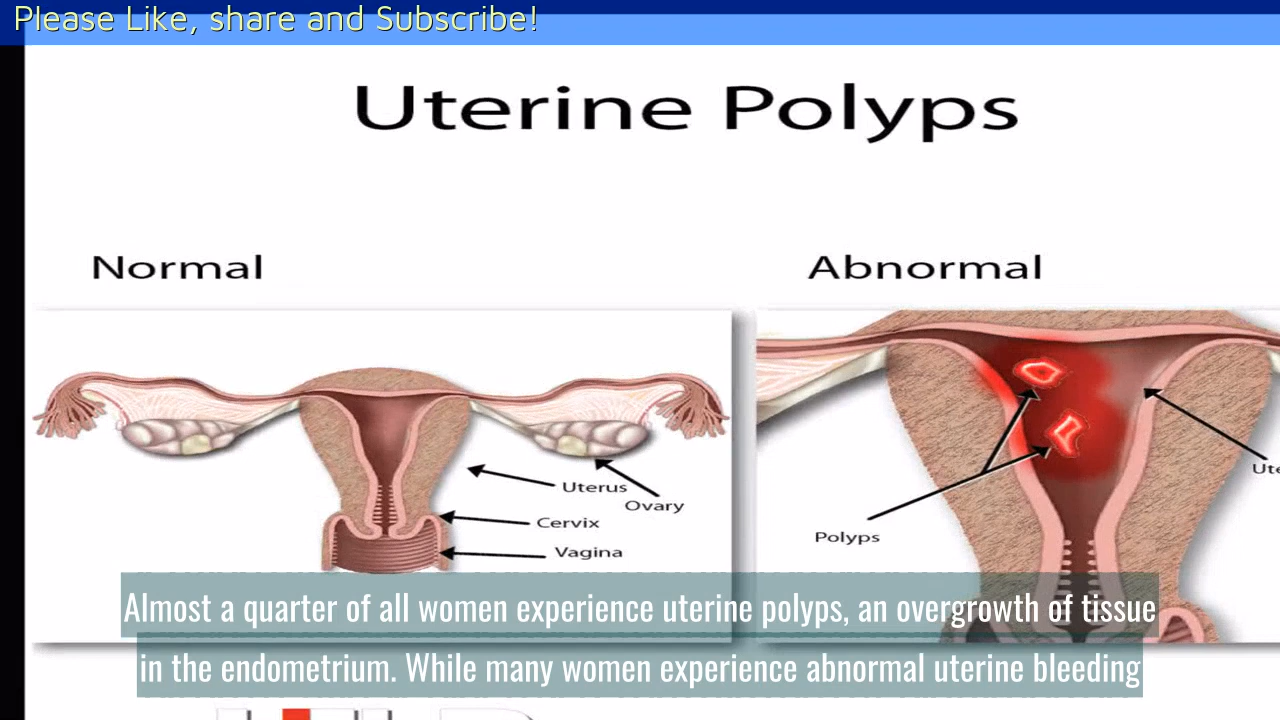 Please Like, share and Subscribe!
Uterine Polyps
Normal
Abnormal
Uterus
Ovary
Cervix
Vagina
Polyps
Almost a quarter of all women experience uterine polyps, an overgrowth of tissue
in the endometrium. While many women experience abnormal uterine bleeding